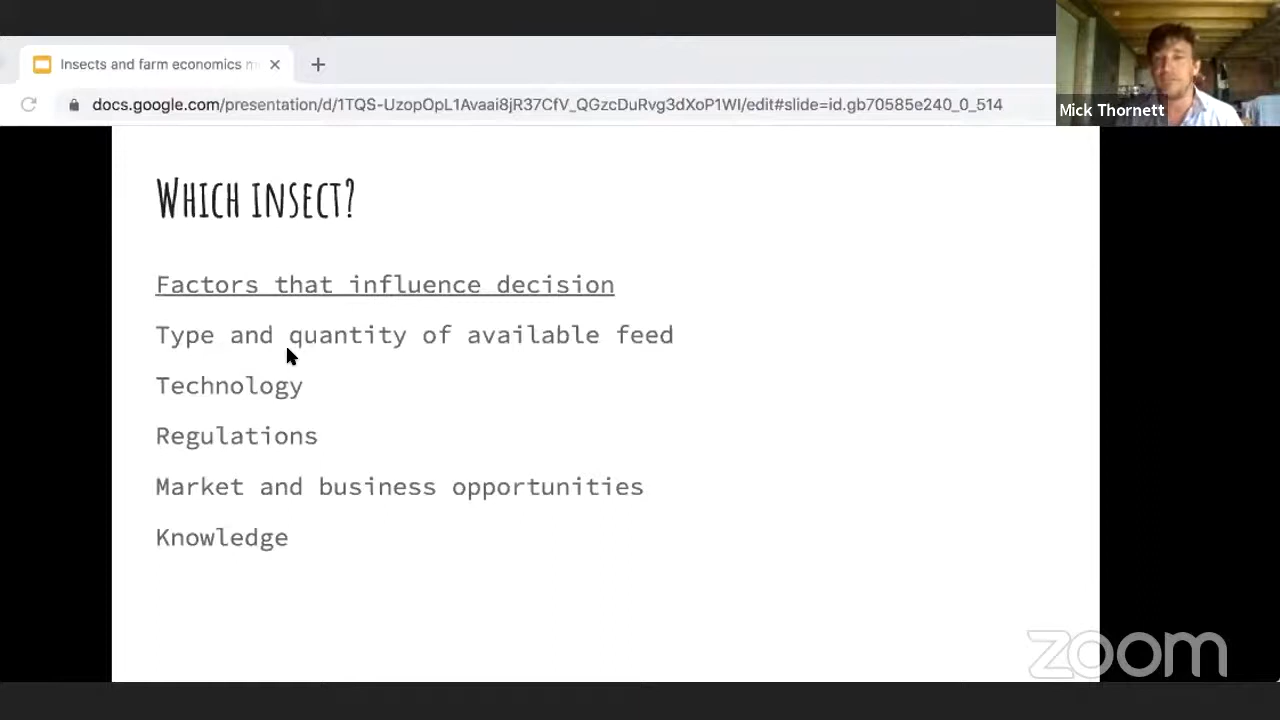 Insects and farm economics m
docs.google.com/presentation/d/1TQS-UzopOpL1Avaai8jR37CfV_QGzcDuRvg3dXoP1WI/edit#slide=id.gb70585e240_0_514
Mick Thornett
Which insect?
Factors that influence decision
Type and quantity of available feed
Technology
Regulations
Market and business opportunities
Knowledge
zoom